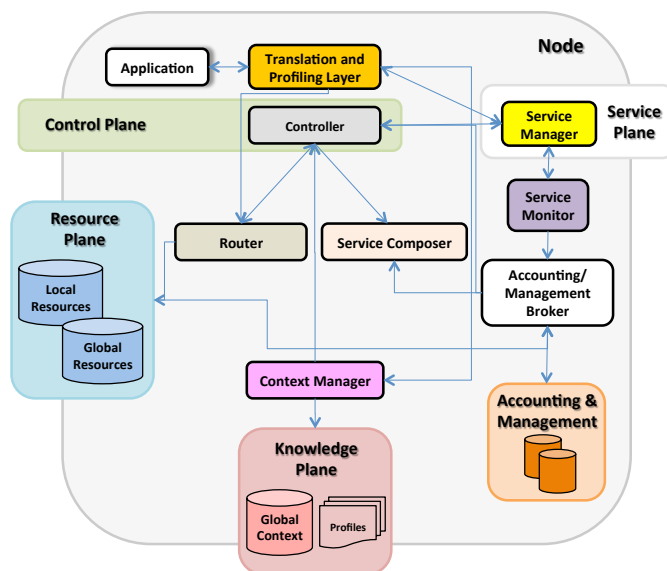 Node
Application
Translation and
Profiling Layer
Control Plane
Controller
Service
Manager
Service
Plane
Service
Monitor
Resource
Plane
Router
Service Composer
Local
Resources
Global
Resources
Accounting/
Management
Broker
Context Manager
Accounting &
Management
Knowledge
Plane
Global
Context
Profiles